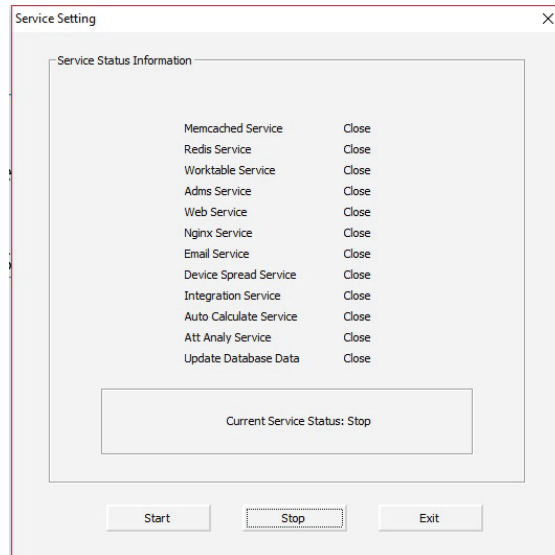 Service Setting
Service Status Information
Memcached Service Close
Redis Service Close
Worktable Service Close
Adms Service Close
Web Service Close
Nginx Service Close
Email Service Close
Device Spread Service Close
Integration Service Close
Auto Calculate Service Close
Att Analy Service Close
Update Database Data Close
Current Service Status: Stop
Start Stop Exit